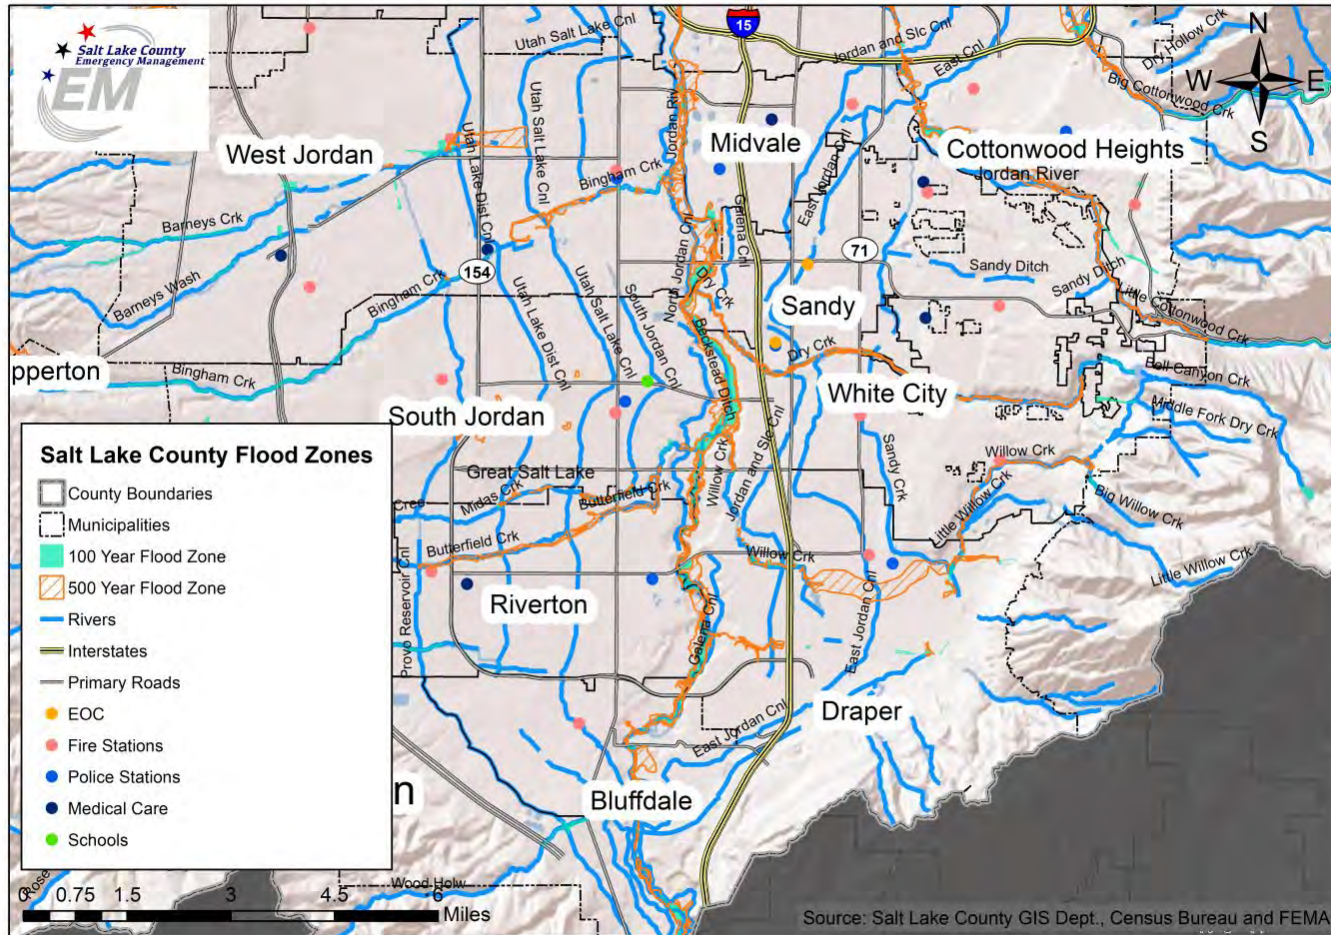 Salt Lake County
Emergency Management
EM
Utah Salt Lake Cnl
15
Jordan and Slc Cnl
East Cnl
Dry Hollow Crk
Big Cottonwood Crk
N
W
E
S
Jordan Riv
Midvale
Cottonwood Heights
Jordan River
West Jordan
Utah Lake Dist Cnl
Utah Salt Lake Cnl
Bingham Crk
East Jordan Cnl
Galena Cnl
Barneys Crk
Barneys Wash
Bingham Crk
154
71
North Jordan Cnl
Dry Crk
Sandy Ditch
Sandy Ditch
Little Cottonwood Crk
Sandy
Utah Lake Dist Cnl
Utah Salt Lake Cnl
South Jordan Cnl
Beckstead Ditch
Dry Crk
pperton
Bingham Crk
White City
Bell Canyon Crk
Middle Fork Dry Crk
South Jordan
Jordan and Slc Cnl
Willow Crk
Sandy Crk
Willow Crk
Great Salt Lake
Midas Crk
Butterfield Crk
Cree
Big Willow Crk
Little Willow Crk
Butterfield Crk
Willow Crk
Little Willow Crk
Provo Reservoir Cnl
Riverton
Galena Cnl
East Jordan Cnl
East Jordan Cnl
Draper
Bluffdale
n
Salt Lake County Flood Zones
County Boundaries
Municipalities
100 Year Flood Zone
500 Year Flood Zone
Rivers
Interstates
Primary Roads
EOC
Fire Stations
Police Stations
Medical Care
Schools
Rose
Wood Holw
0 0.75 1.5 3 4.5 6
Miles
Source: Salt Lake County GIS Dept., Census Bureau and FEMA